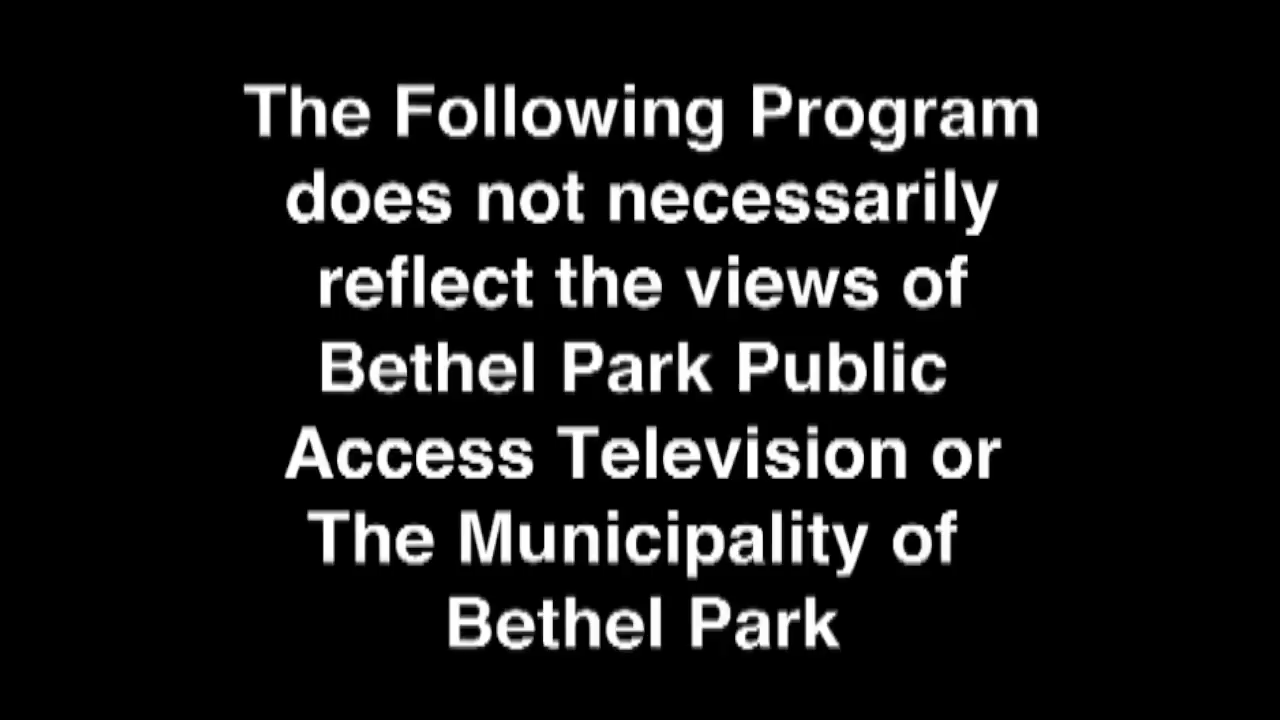 The Following Program
does not necessarily
reflect the views of
Bethel Park Public
Access Television or
The Municipality of
Bethel Park